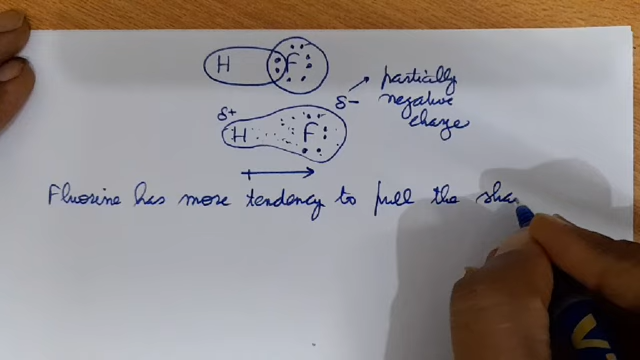 H F
δ- partially
negative
charge
δ+
H F
Fluorine has more tendency to pull the sha